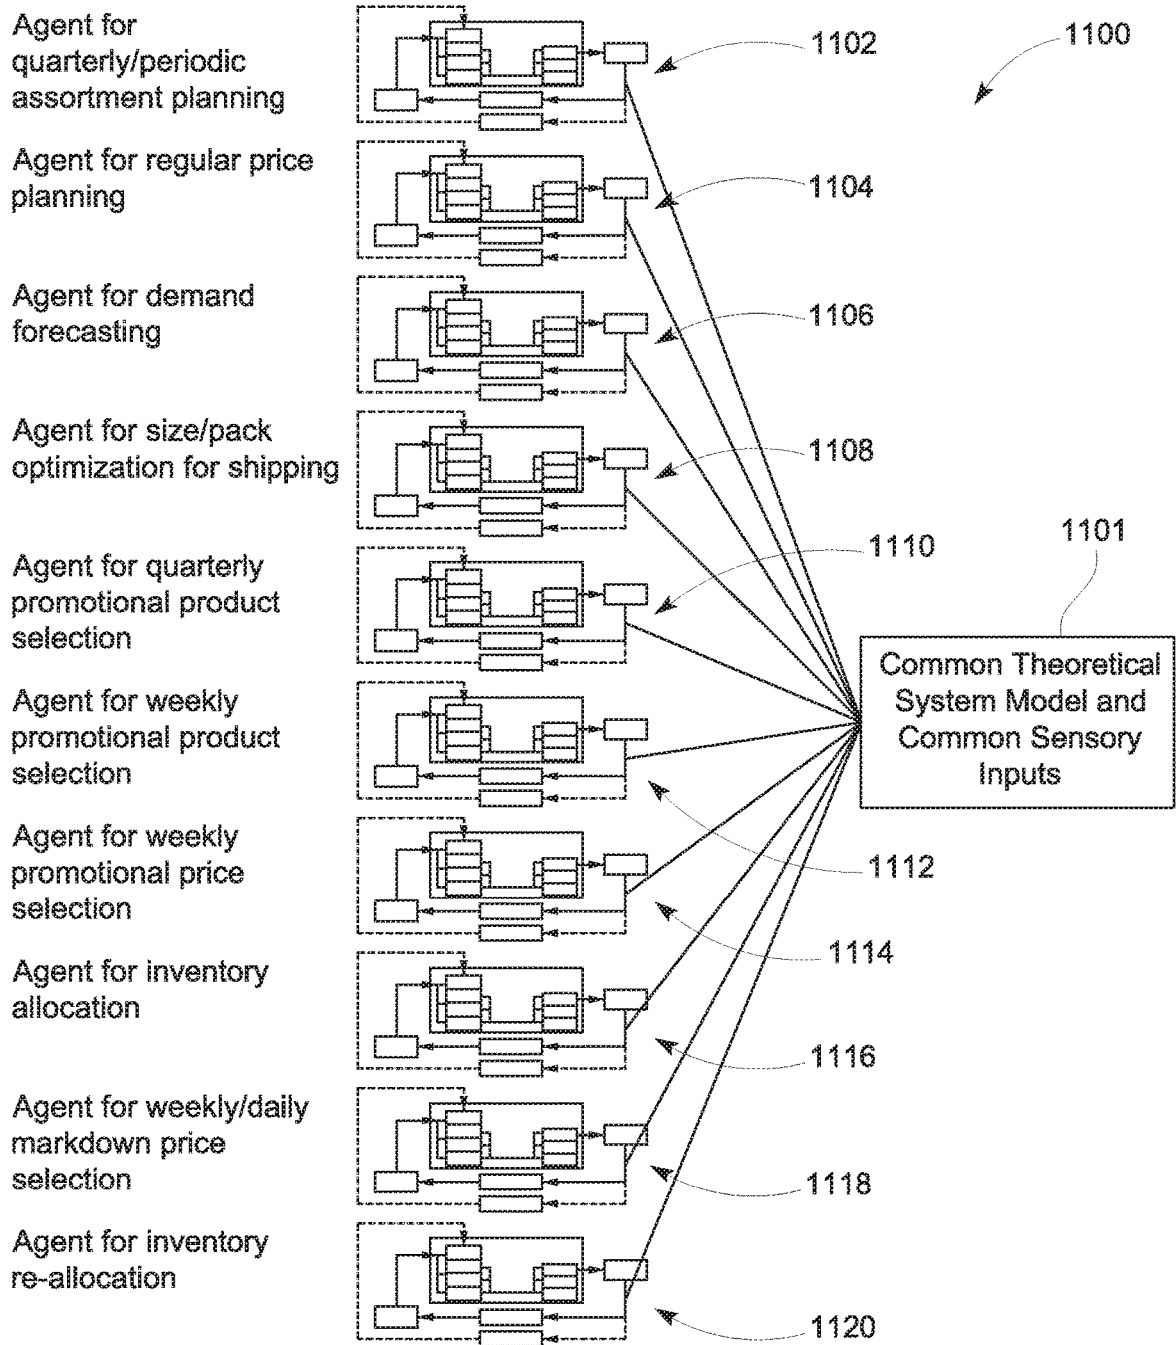 Agent for
quarterly/periodic
assortment planning
1102
1100
Agent for regular price
planning
1104
Agent for demand
forecasting
1106
Agent for size/pack
optimization for shipping
1108
Agent for quarterly
promotional product
selection
1110
1101
Common Theoretical
System Model and
Common Sensory
Inputs
Agent for weekly
promotional product
selection
1112
Agent for weekly
promotional price
selection
1114
Agent for inventory
allocation
1116
Agent for weekly/daily
markdown price
selection
1118
Agent for inventory
re-allocation
1120